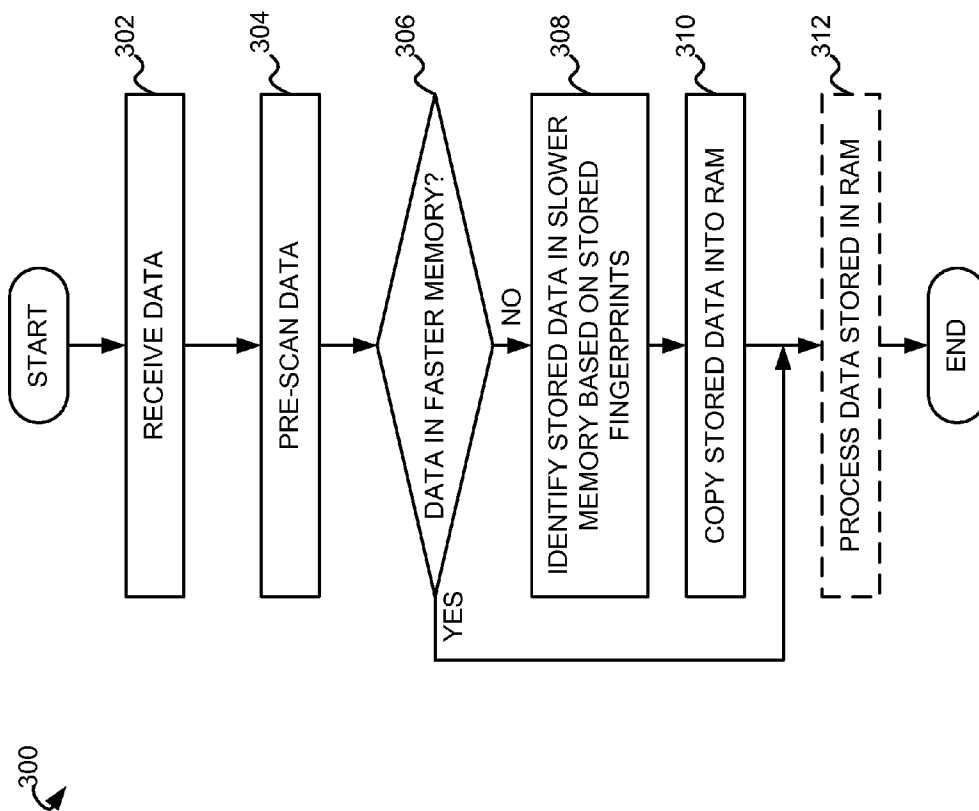 300
START
302
RECEIVE DATA
304
PRE-SCAN DATA
306
DATA IN FASTER MEMORY?
YES
NO
308
IDENTIFY STORED DATA IN SLOWER
MEMORY BASED ON STORED
FINGERPRINTS
310
COPY STORED DATA INTO RAM
312
PROCESS DATA STORED IN RAM
END